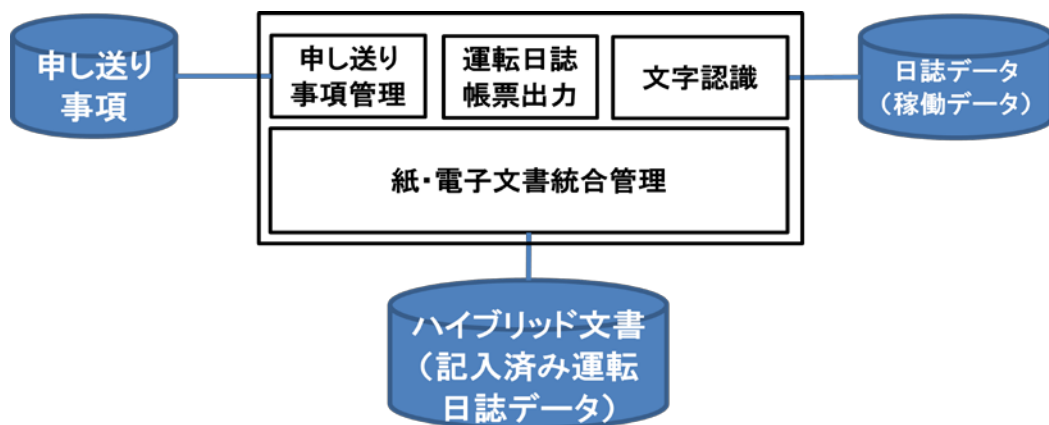 申し送り
事項
申し送り
事項管理
運転日誌
帳票出力
文字認識
日誌データ
（稼働データ）
紙・電子文書統合管理
ハイブリッド文書
（記入済み運転
日誌データ）